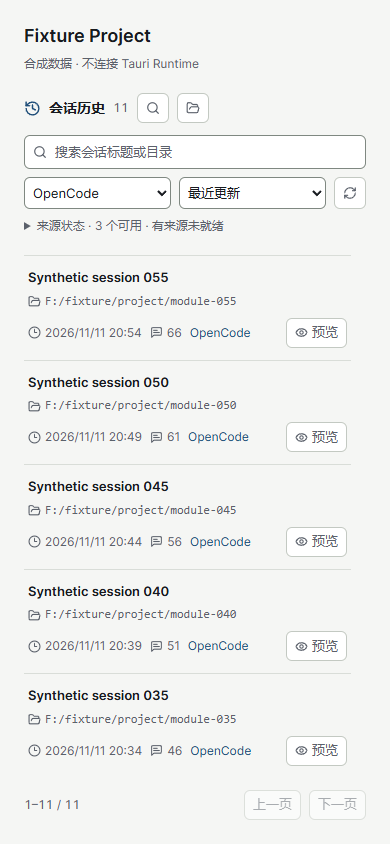 Fixture Project
合成数据 · 不连接 Tauri Runtime
会话历史 11
搜索会话标题或目录
OpenCode 最近更新
来源状态 · 3 个可用 · 有来源未就绪
Synthetic session 055
F:/fixture/project/module-055
2026/11/11 20:54 66 OpenCode 预览
Synthetic session 050
F:/fixture/project/module-050
2026/11/11 20:49 61 OpenCode 预览
Synthetic session 045
F:/fixture/project/module-045
2026/11/11 20:44 56 OpenCode 预览
Synthetic session 040
F:/fixture/project/module-040
2026/11/11 20:39 51 OpenCode 预览
Synthetic session 035
F:/fixture/project/module-035
2026/11/11 20:34 46 OpenCode 预览
1–11 / 11 上一页 下一页